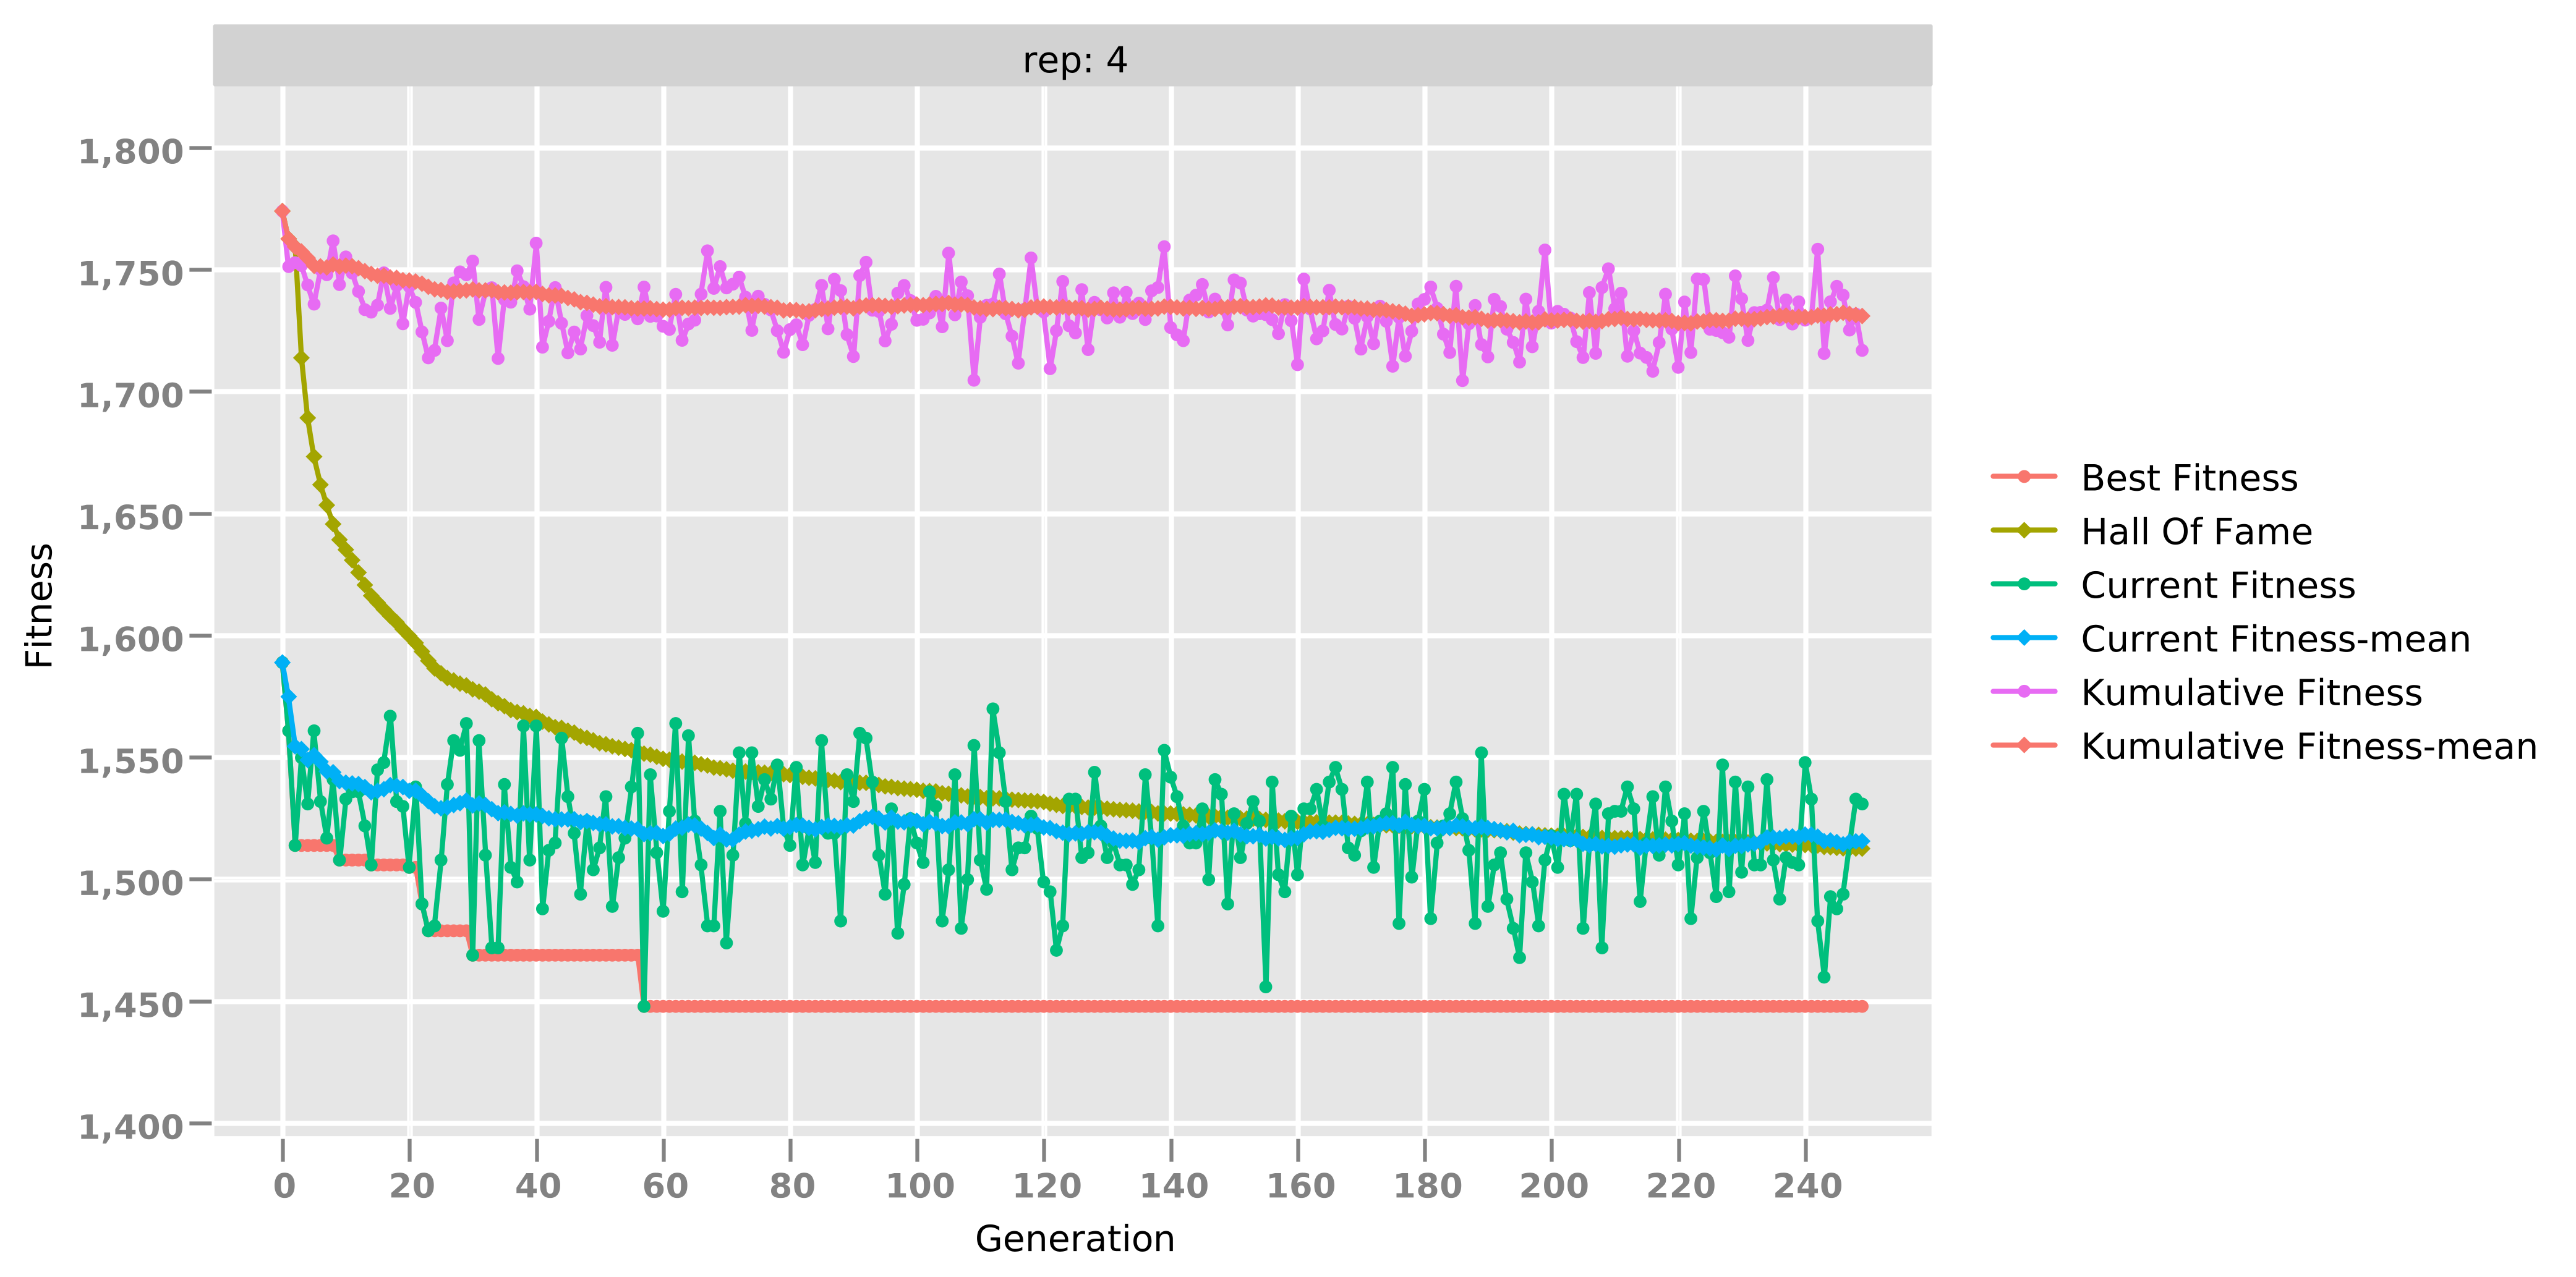 rep: 4
1,800
1,750
1,700
1,650
1,600
1,550
1,500
1,450
1,400
Fitness
0 20 40 60 80 100 120 140 160 180 200 220 240
Generation
Best Fitness
Hall Of Fame
Current Fitness
Current Fitness-mean
Kumulative Fitness
Kumulative Fitness-mean